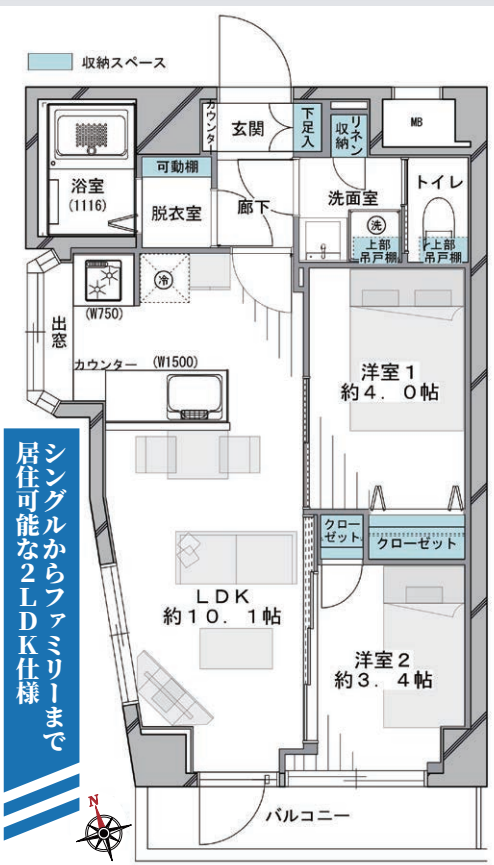 収納スペース
カウンター
玄関
下足入
リネン
収納
MB
浴室
(1116)
可動棚
脱衣室
廊下
洗面室
トイレ
洗
上部
吊戸棚
上部
吊戸棚
出窓
(W750)
冷
カウンター (W1500)
洋室1
約4.0帖
クロー
ゼット
クローゼット
LDK
約10.1帖
洋室2
約3.4帖
シングルからファミリーまで
居住可能な2LDK仕様
N
バルコニー